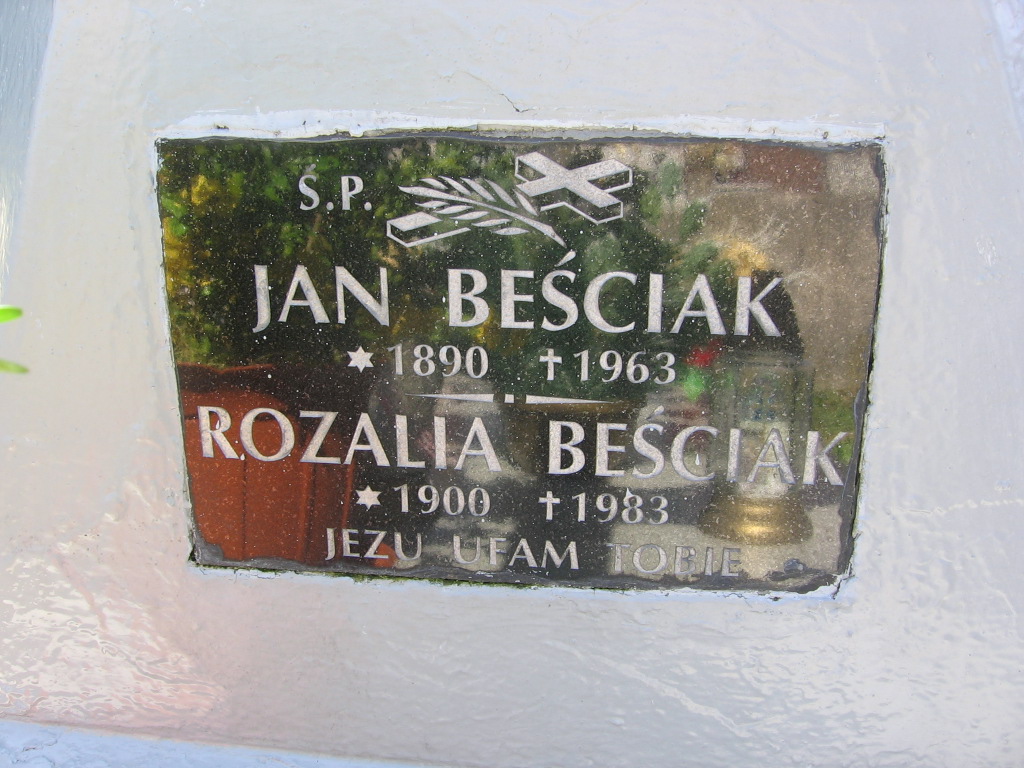 Ś.P.
JAN BEŚCIAK
✶ 1890 ✝ 1963
ROZALIA BEŚCIAK
✶ 1900 ✝ 1983
JEZU UFAM TOBIE